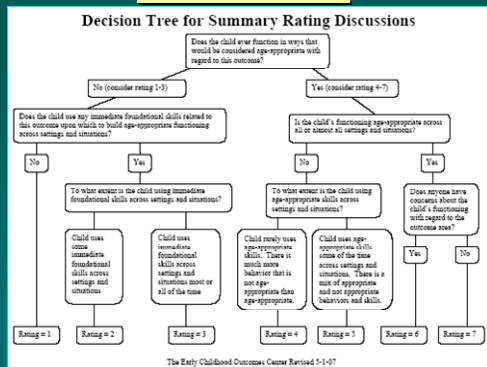 Decision Tree for Summary Rating Discussions
Does the child ever function in ways that
would be considered age-appropriate with
regard to this outcome?
No (consider rating 1-3)
Yes (consider rating 4-7)
Does the child use any immediate foundational skills related to
this outcome upon which to build age-appropriate functioning
across settings and situations?
Is the child's functioning age-appropriate across
all or almost all settings and situations?
No
Yes
No
Yes
To what extent is the child using immediate
foundational skills across settings and situations?
To what extent is the child using
age-appropriate skills across
settings and situations?
Does anyone have
concerns about the
child's functioning
with regard to the
outcome area?
Child uses
some
immediate
foundational
skills across
settings and
situations
Child uses
immediate
foundational
skills across
settings and
situations most or
all of the time
Child rarely uses
age-appropriate
skills. There is
much more
behavior that is
not age-
appropriate than
age-appropriate.
Child uses age-
appropriate skills
some of the time
across settings and
situations. There is a
mix of appropriate
and not appropriate
behaviors and skills.
Yes
No
Rating = 1
Rating = 2
Rating = 3
Rating = 4
Rating = 5
Rating = 6
Rating = 7
The Early Childhood Outcomes Center Revised 5-1-07